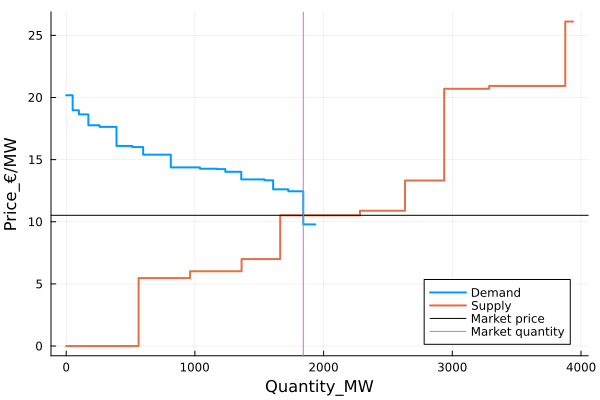 Price_€/MW
25
20
15
10
5
0
0
1000
2000
3000
4000
Quantity_MW
Demand
Supply
Market price
Market quantity